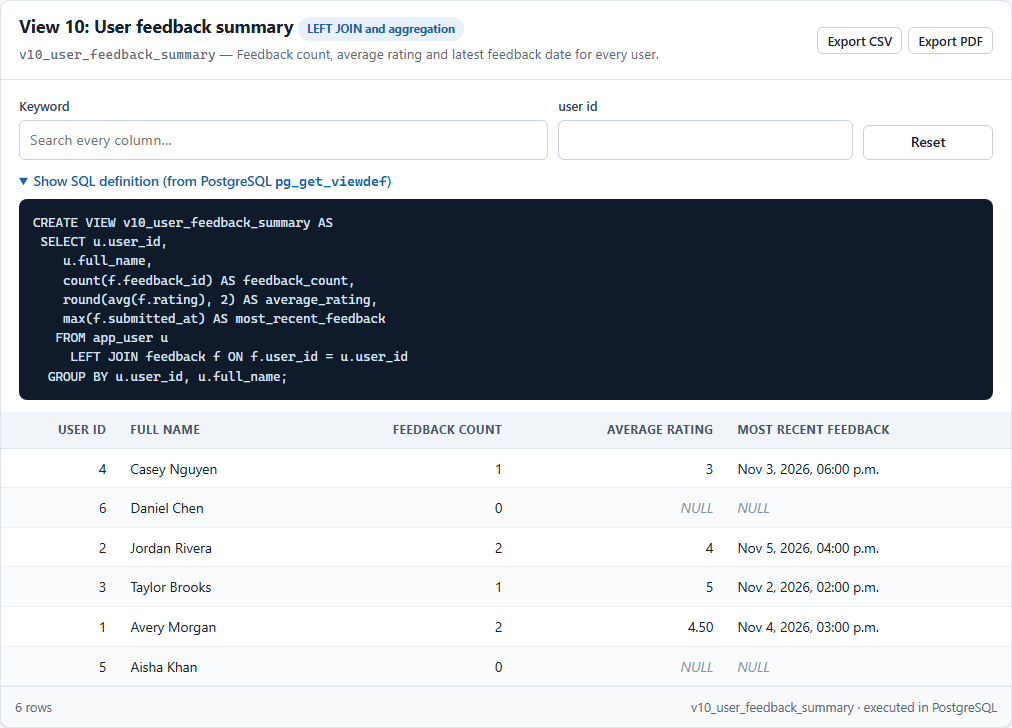 View 10: User feedback summary LEFT JOIN and aggregation
v10_user_feedback_summary — Feedback count, average rating and latest feedback date for every user.
Export CSV Export PDF
Keyword user id
Search every column...
Reset
▼ Show SQL definition (from PostgreSQL pg_get_viewdef)
CREATE VIEW v10_user_feedback_summary AS
SELECT u.user_id,
u.full_name,
count(f.feedback_id) AS feedback_count,
round(avg(f.rating), 2) AS average_rating,
max(f.submitted_at) AS most_recent_feedback
FROM app_user u
LEFT JOIN feedback f ON f.user_id = u.user_id
GROUP BY u.user_id, u.full_name;
USER ID FULL NAME FEEDBACK COUNT AVERAGE RATING MOST RECENT FEEDBACK
4 Casey Nguyen 1 3 Nov 3, 2026, 06:00 p.m.
6 Daniel Chen 0 NULL NULL
2 Jordan Rivera 2 4 Nov 5, 2026, 04:00 p.m.
3 Taylor Brooks 1 5 Nov 2, 2026, 02:00 p.m.
1 Avery Morgan 2 4.50 Nov 4, 2026, 03:00 p.m.
5 Aisha Khan 0 NULL NULL
6 rows v10_user_feedback_summary · executed in PostgreSQL